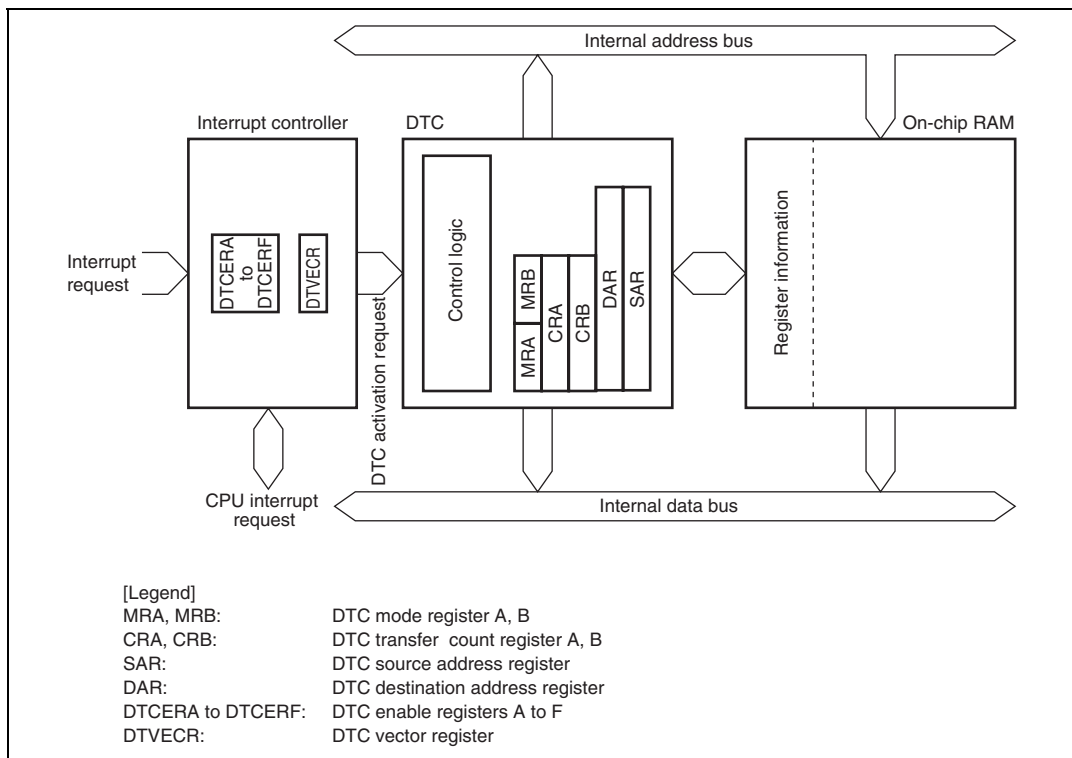 Internal address bus
Interrupt controller
DTC
On-chip RAM
Interrupt
request
DTCERA
to
DTCERF
DTVECR
DTC activation request
Control logic
MRA
MRB
CRA
CRB
DAR
SAR
Register information
CPU interrupt
request
Internal data bus
[Legend]
MRA, MRB: DTC mode register A, B
CRA, CRB: DTC transfer count register A, B
SAR: DTC source address register
DAR: DTC destination address register
DTCERA to DTCERF: DTC enable registers A to F
DTVECR: DTC vector register